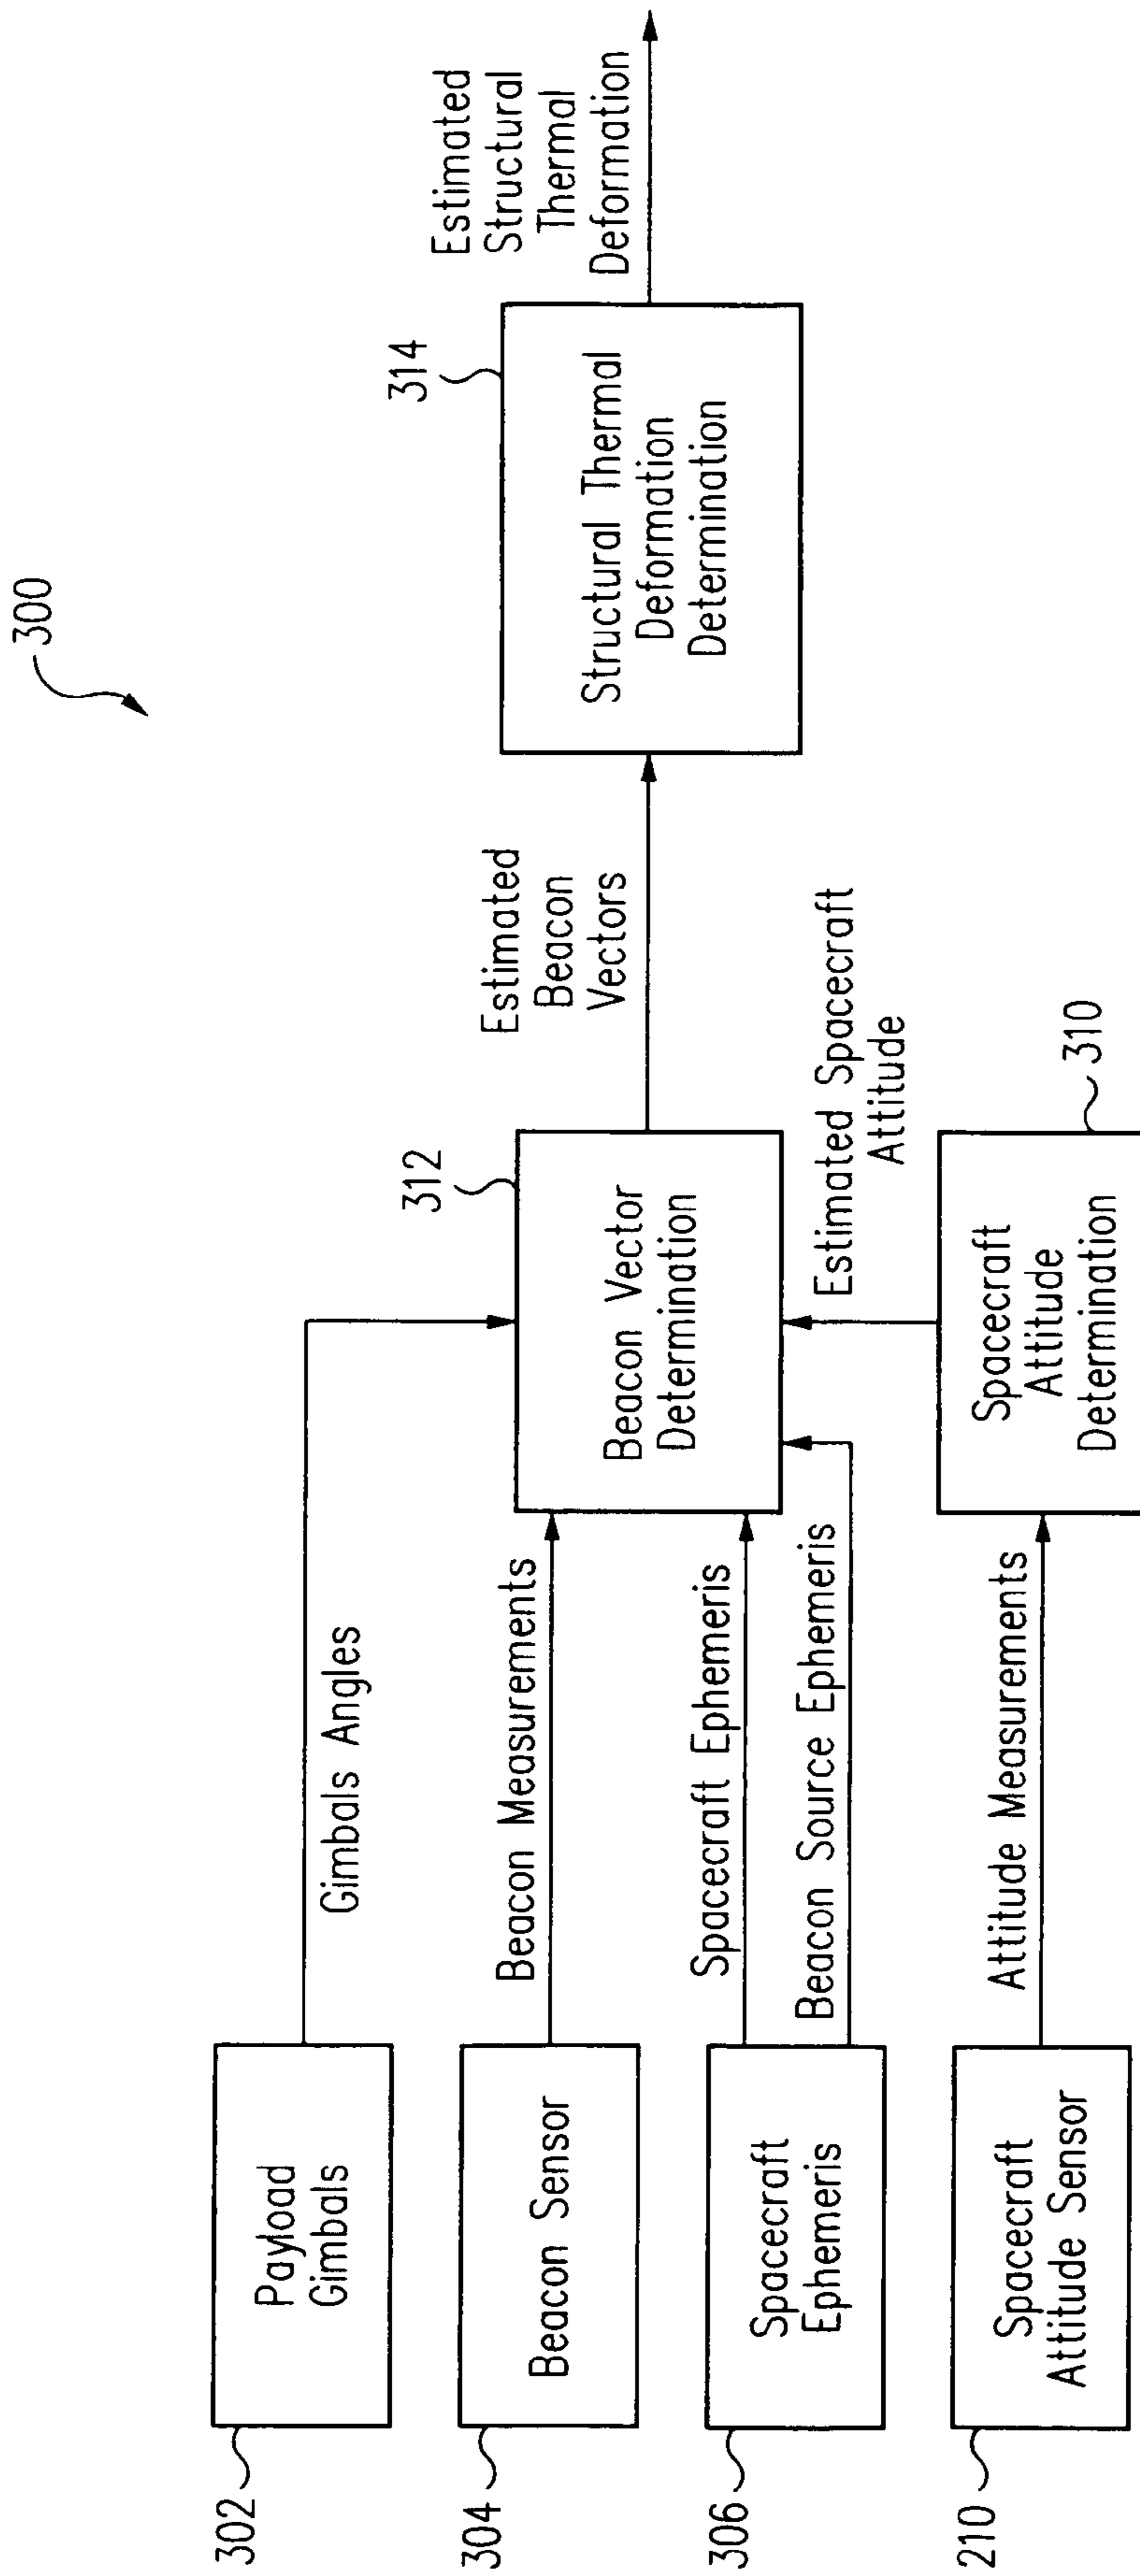 300
302
Payload
Gimbals
Gimbals Angles
304
Beacon Sensor
Beacon Measurements
306
Spacecraft
Ephemeris
Spacecraft Ephemeris
Beacon Source Ephemeris
210
Spacecraft
Attitude Sensor
Attitude Measurements
310
Spacecraft
Attitude
Determination
Estimated Spacecraft
Attitude
312
Beacon Vector
Determination
Estimated
Beacon
Vectors
314
Structural Thermal
Deformation
Determination
Estimated
Structural
Thermal
Deformation